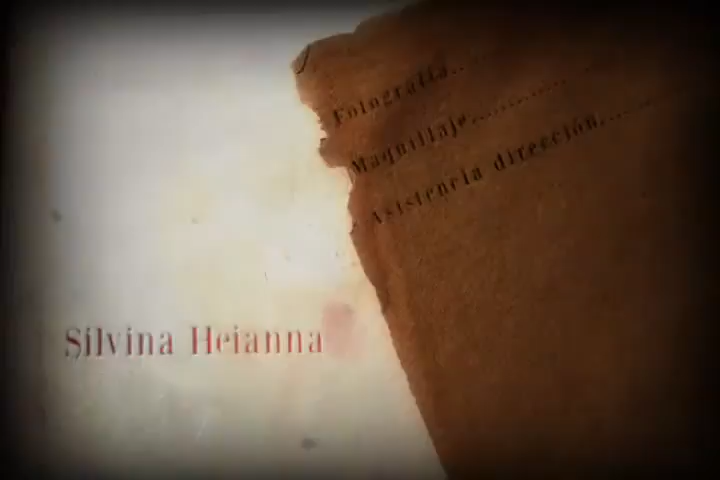 Fotografía.....
Maquillaje...............
Asistencia dirección.......
Silvina Heianna